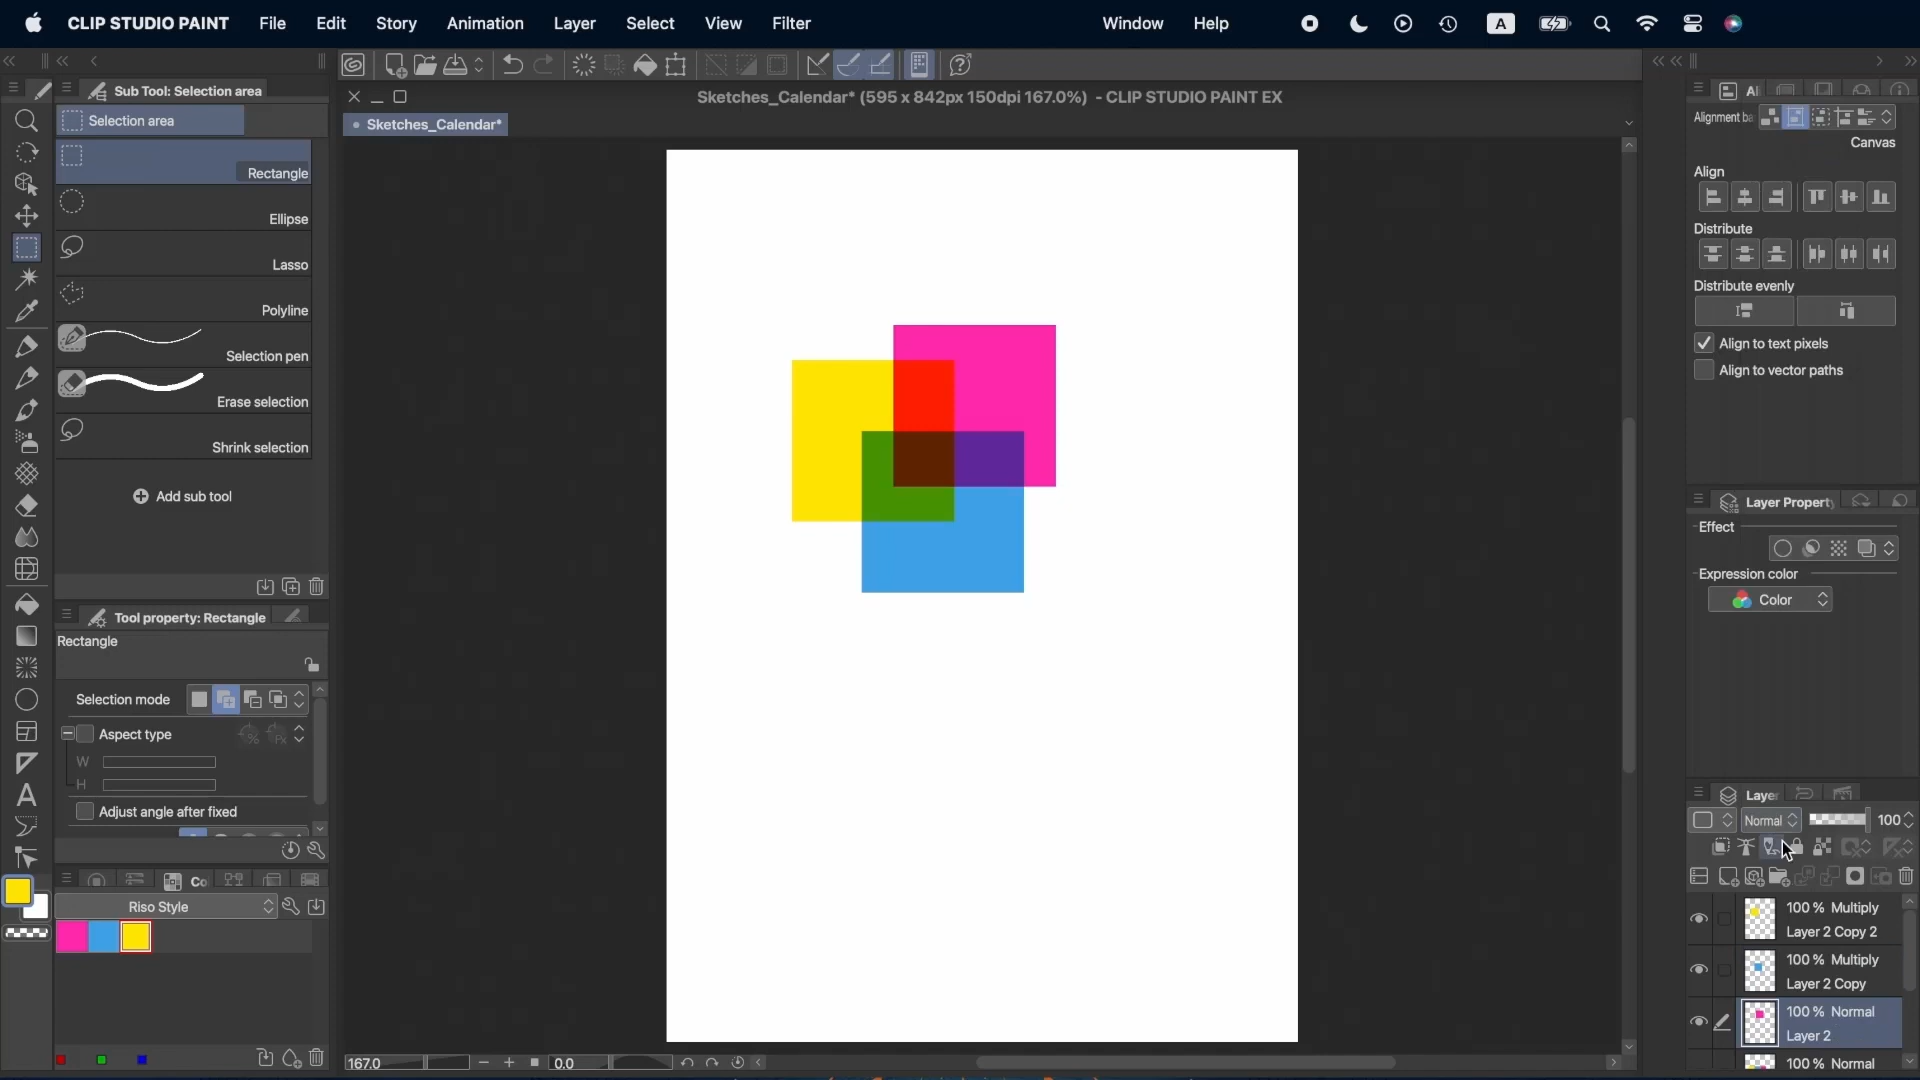 CLIP STUDIO PAINT File Edit Story Animation Layer Select View Filter Window Help A
Sub Tool: Selection area
Sketches_Calendar* (595 x 842px 150dpi 167.0%) - CLIP STUDIO PAINT EX
Sketches_Calendar*
Selection area
Rectangle
Ellipse
Lasso
Polyline
Selection pen
Erase selection
Shrink selection
Add sub tool
Tool property: Rectangle
Rectangle
Selection mode
Aspect type
W
H
Adjust angle after fixed
Co
Riso Style
167.0
0.0
Al
Alignment ba
Canvas
Align
Distribute
Distribute evenly
Align to text pixels
Align to vector paths
Layer Property
Effect
Expression color
Color
Layer
Normal 100
100 % Multiply
Layer 2 Copy 2
100 % Multiply
Layer 2 Copy
100 % Normal
Layer 2
100 % Normal